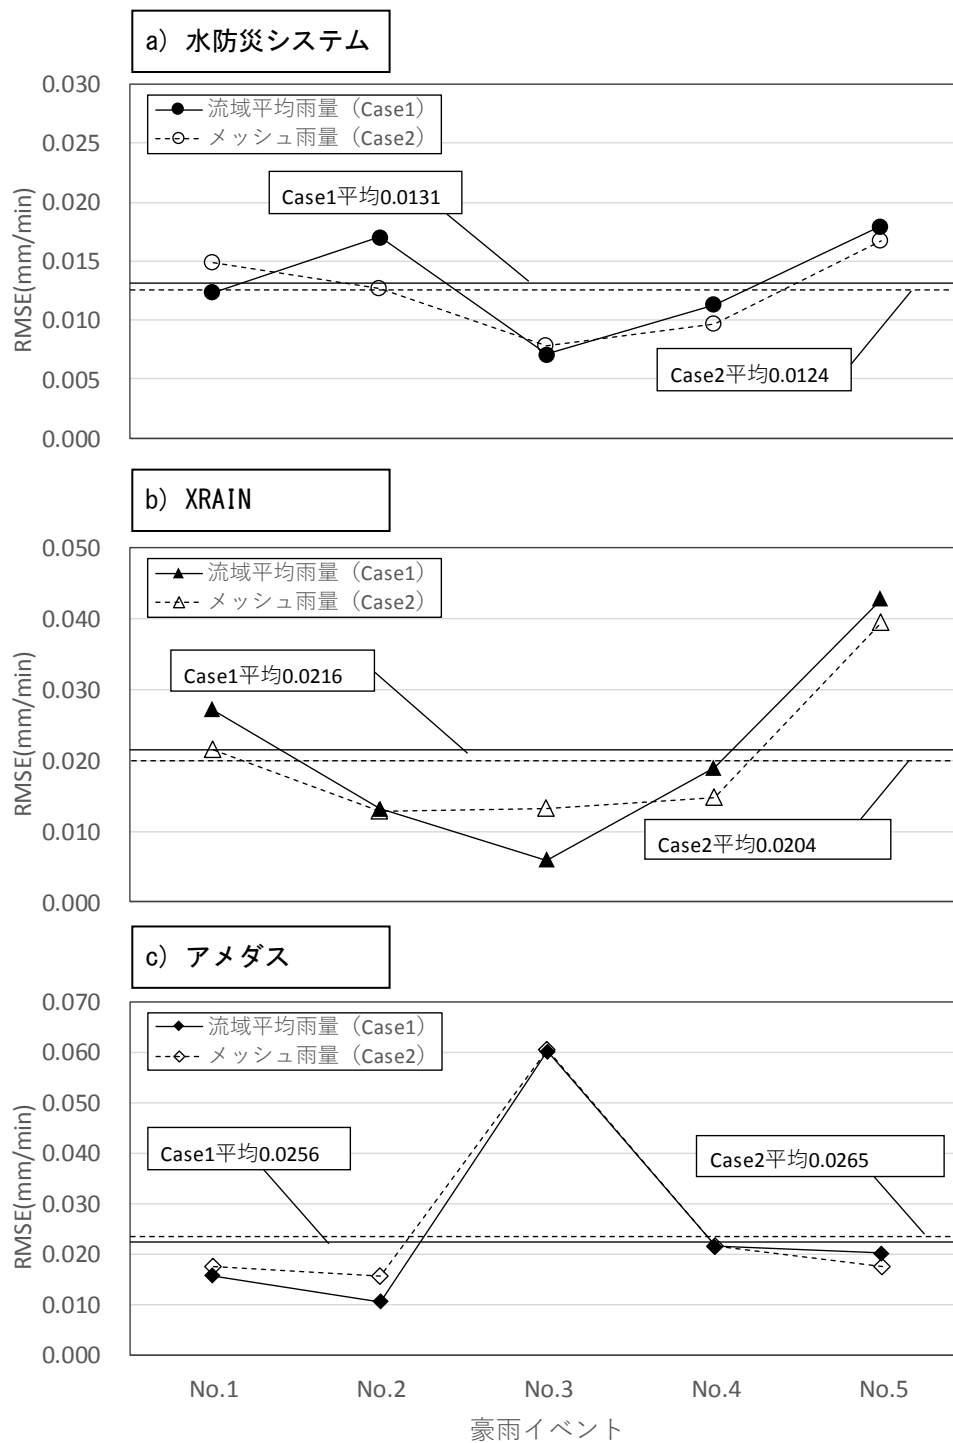 a) 水防災システム
0.030
0.025
0.020
0.015
0.010
0.005
0.000
RMSE(mm/min)
流域平均雨量（Case1）
メッシュ雨量（Case2）
Case1平均0.0131
Case2平均0.0124
b) XRAIN
0.050
0.040
0.030
0.020
0.010
0.000
RMSE(mm/min)
流域平均雨量（Case1）
メッシュ雨量（Case2）
Case1平均0.0216
Case2平均0.0204
c) アメダス
0.070
0.060
0.050
0.040
0.030
0.020
0.010
0.000
RMSE(mm/min)
流域平均雨量（Case1）
メッシュ雨量（Case2）
Case1平均0.0256
Case2平均0.0265
No.1 No.2 No.3 No.4 No.5
豪雨イベント